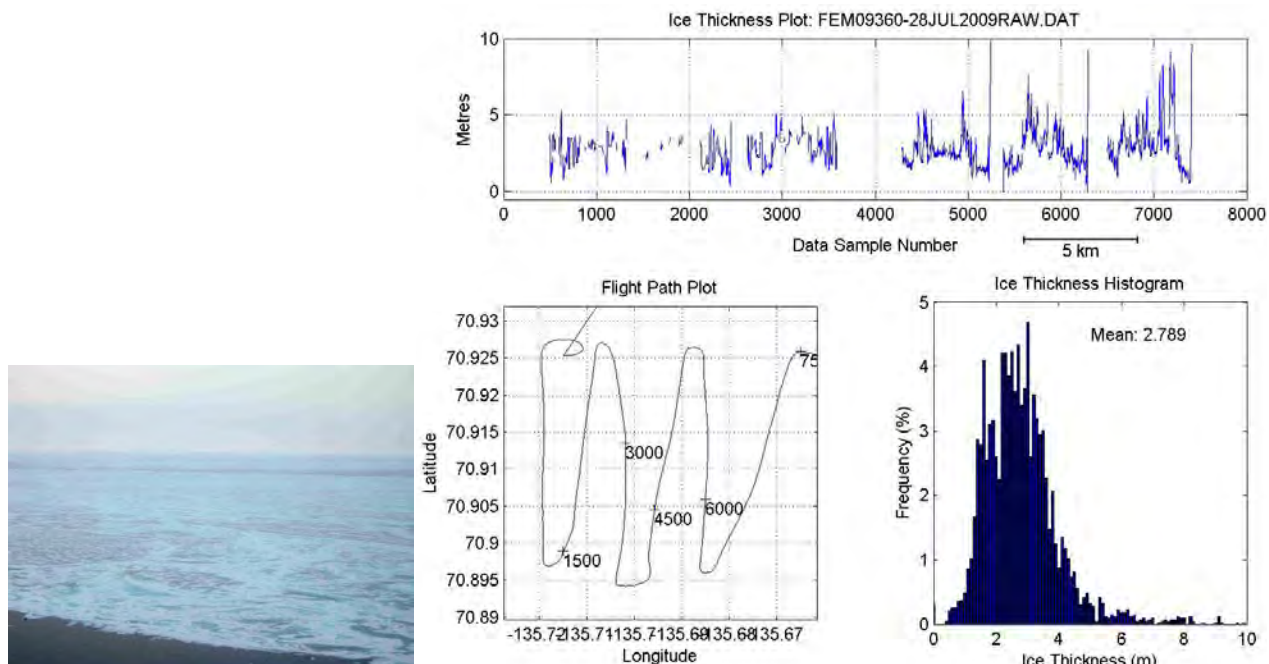 Ice Thickness Plot: FEM09360-28JUL2009RAW.DAT
10
5
0
Metres
0 1000 2000 3000 4000 5000 6000 7000 8000
Data Sample Number
5 km
Flight Path Plot
70.93
70.925
70.92
70.915
70.91
70.905
70.9
70.895
70.89
Latitude
75
3000
4500
6000
1500
-135.72 135.71 135.71 135.69 135.68 135.67
Longitude
Ice Thickness Histogram
Mean: 2.789
5
4
3
2
1
0
Frequency (%)
0 2 4 6 8 10
Ice Thickness (m)